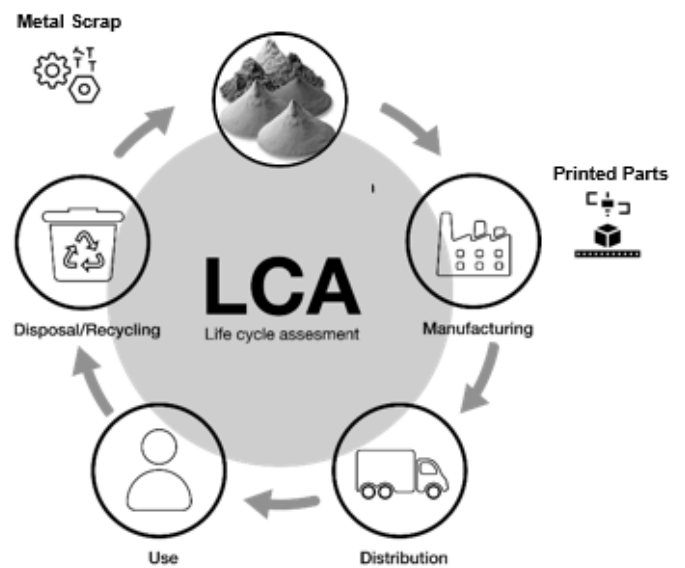 Metal Scrap
Printed Parts
LCA
Life cycle assesment
Disposal/Recycling
Manufacturing
Use
Distribution